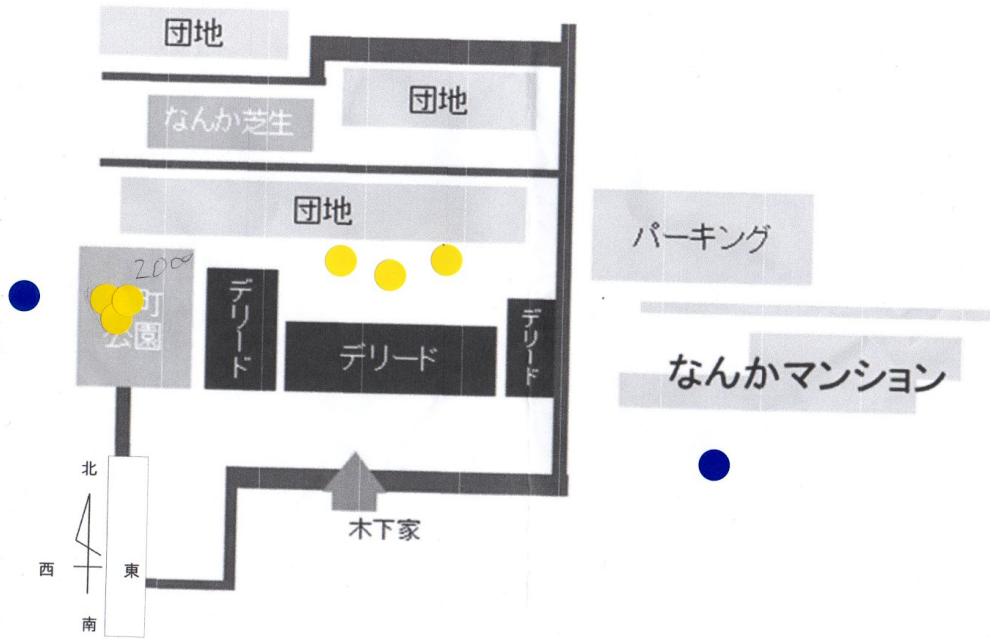 団地
団地
なんか芝生
団地
パーキング
2000
町
公園
デリード
デリード
デリード
なんかマンション
木下家
北
西
東
南